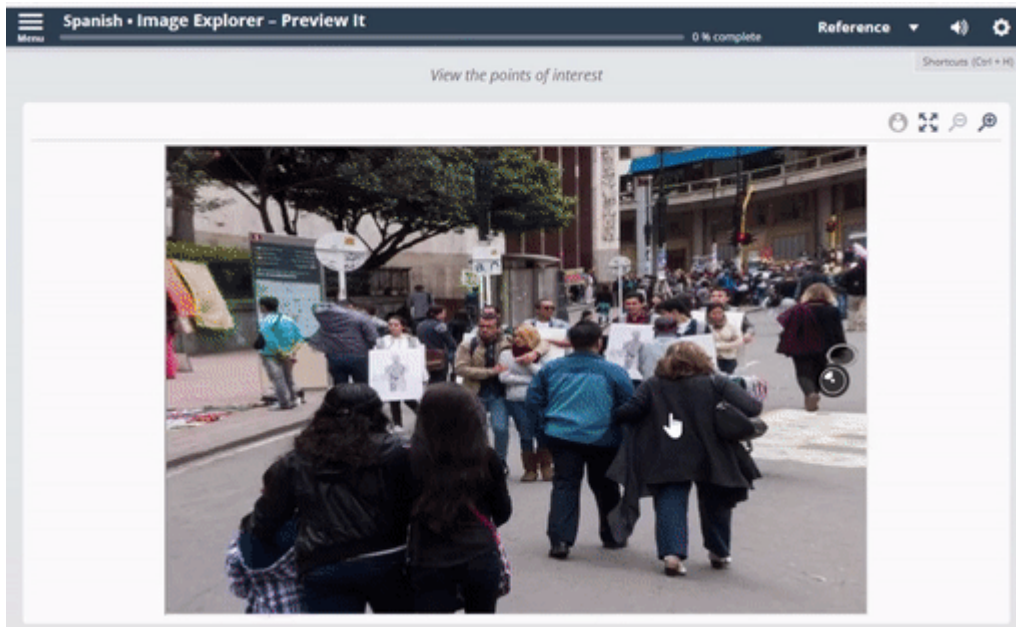 Spanish • Image Explorer – Preview It
Menu
0 % complete
Reference
Shortcuts (Ctrl + H)
View the points of interest